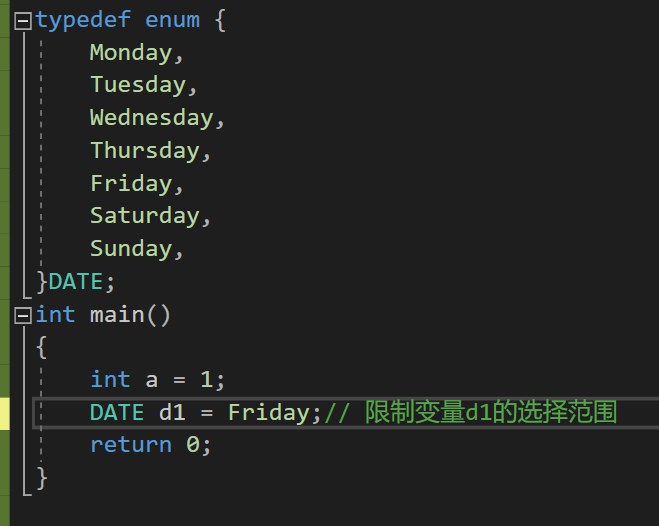 typedef enum {
    Monday,
    Tuesday,
    Wednesday,
    Thursday,
    Friday,
    Saturday,
    Sunday,
}DATE;
int main()
{
    int a = 1;
    DATE d1 = Friday;// 限制变量d1的选择范围
    return 0;
}